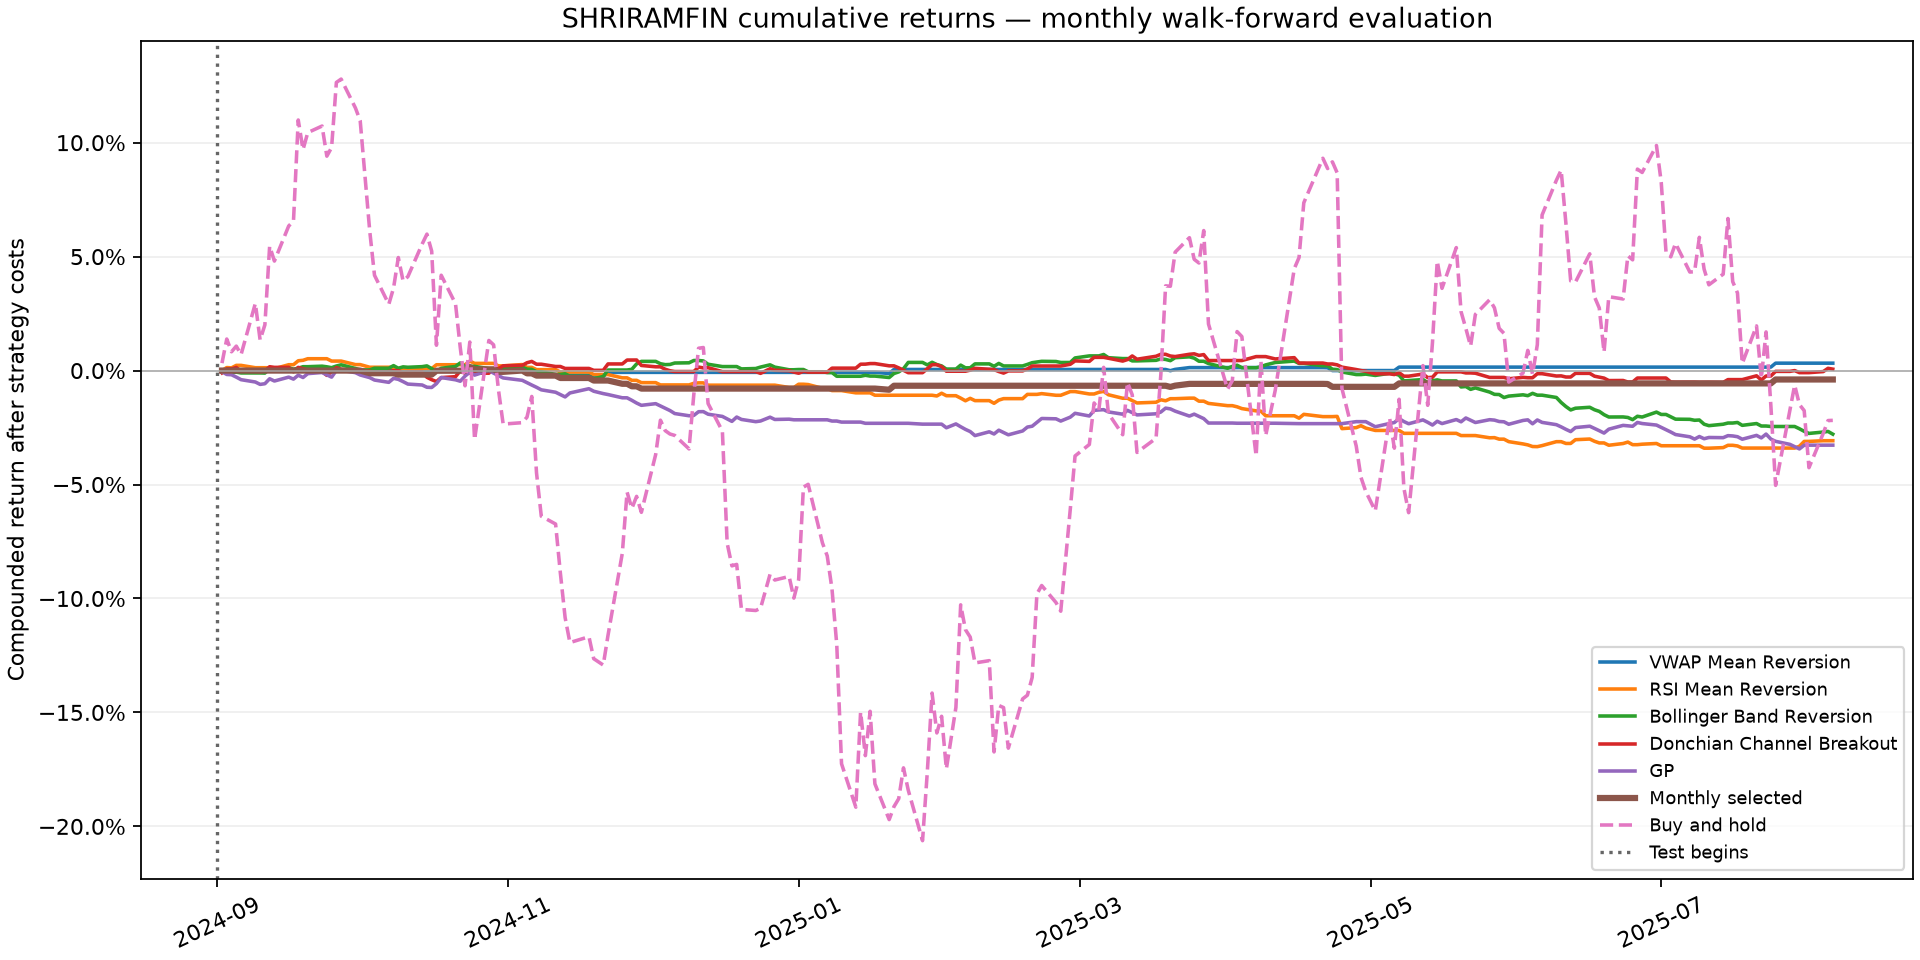 SHRIRAMFIN cumulative returns — monthly walk-forward evaluation
Compounded return after strategy costs
10.0%
5.0%
0.0%
−5.0%
−10.0%
−15.0%
−20.0%
VWAP Mean Reversion
RSI Mean Reversion
Bollinger Band Reversion
Donchian Channel Breakout
GP
Monthly selected
Buy and hold
Test begins
2024-09
2024-11
2025-01
2025-03
2025-05
2025-07